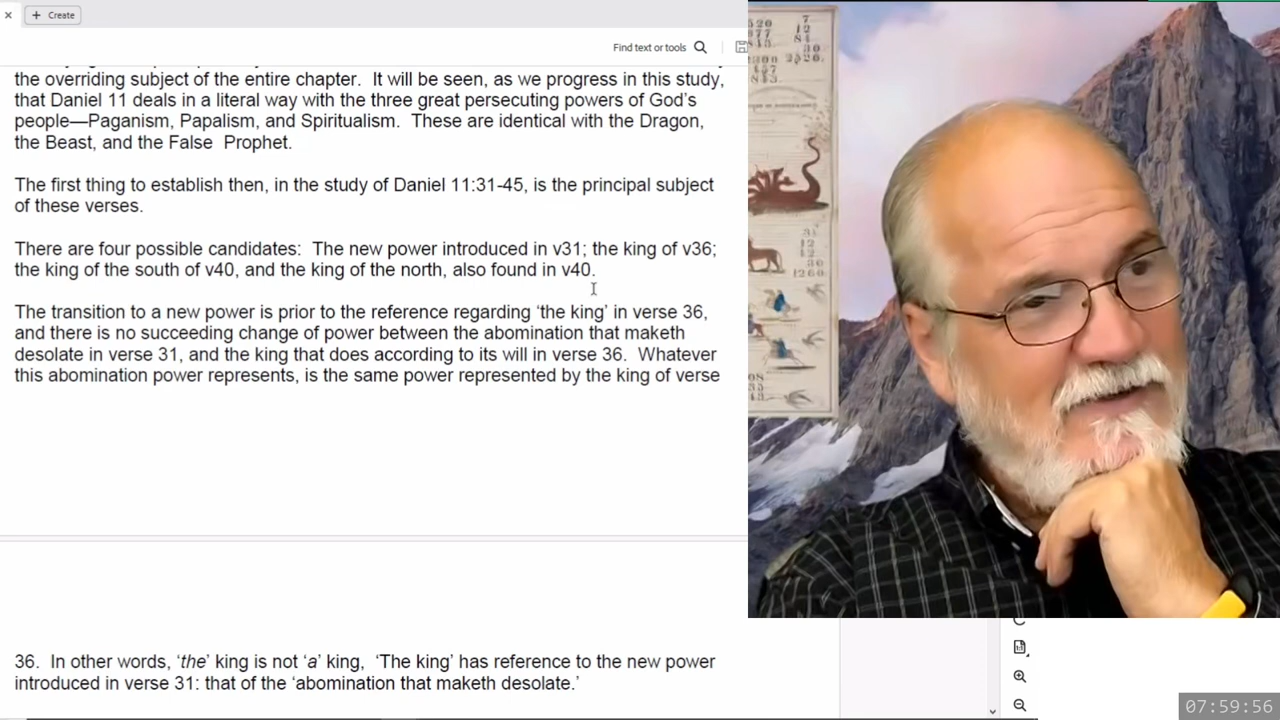 Create
Find text or tools
the overriding subject of the entire chapter. It will be seen, as we progress in this study,
that Daniel 11 deals in a literal way with the three great persecuting powers of God's
people—Paganism, Papalism, and Spiritualism. These are identical with the Dragon,
the Beast, and the False Prophet.
The first thing to establish then, in the study of Daniel 11:31-45, is the principal subject
of these verses.
There are four possible candidates: The new power introduced in v31; the king of v36;
the king of the south of v40, and the king of the north, also found in v40.
The transition to a new power is prior to the reference regarding 'the king' in verse 36,
and there is no succeeding change of power between the abomination that maketh
desolate in verse 31, and the king that does according to its will in verse 36. Whatever
this abomination power represents, is the same power represented by the king of verse
36. In other words, 'the' king is not 'a' king, 'The king' has reference to the new power
introduced in verse 31: that of the 'abomination that maketh desolate.'
7
12
84
30
2520.
31
12
12
30
1260
07:59:56